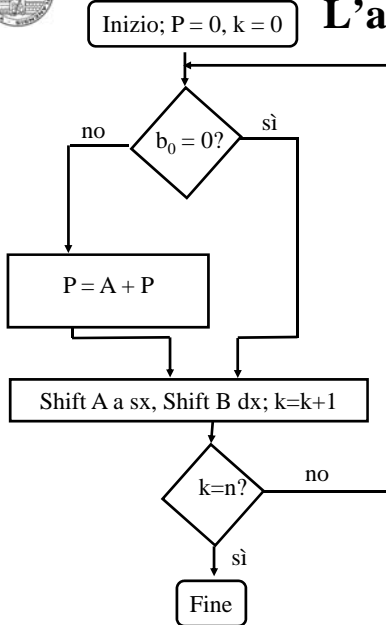 Inizio; P = 0, k = 0
L'a
no
b₀ = 0?
sì
P = A + P
Shift A a sx, Shift B dx; k=k+1
k=n?
no
sì
Fine